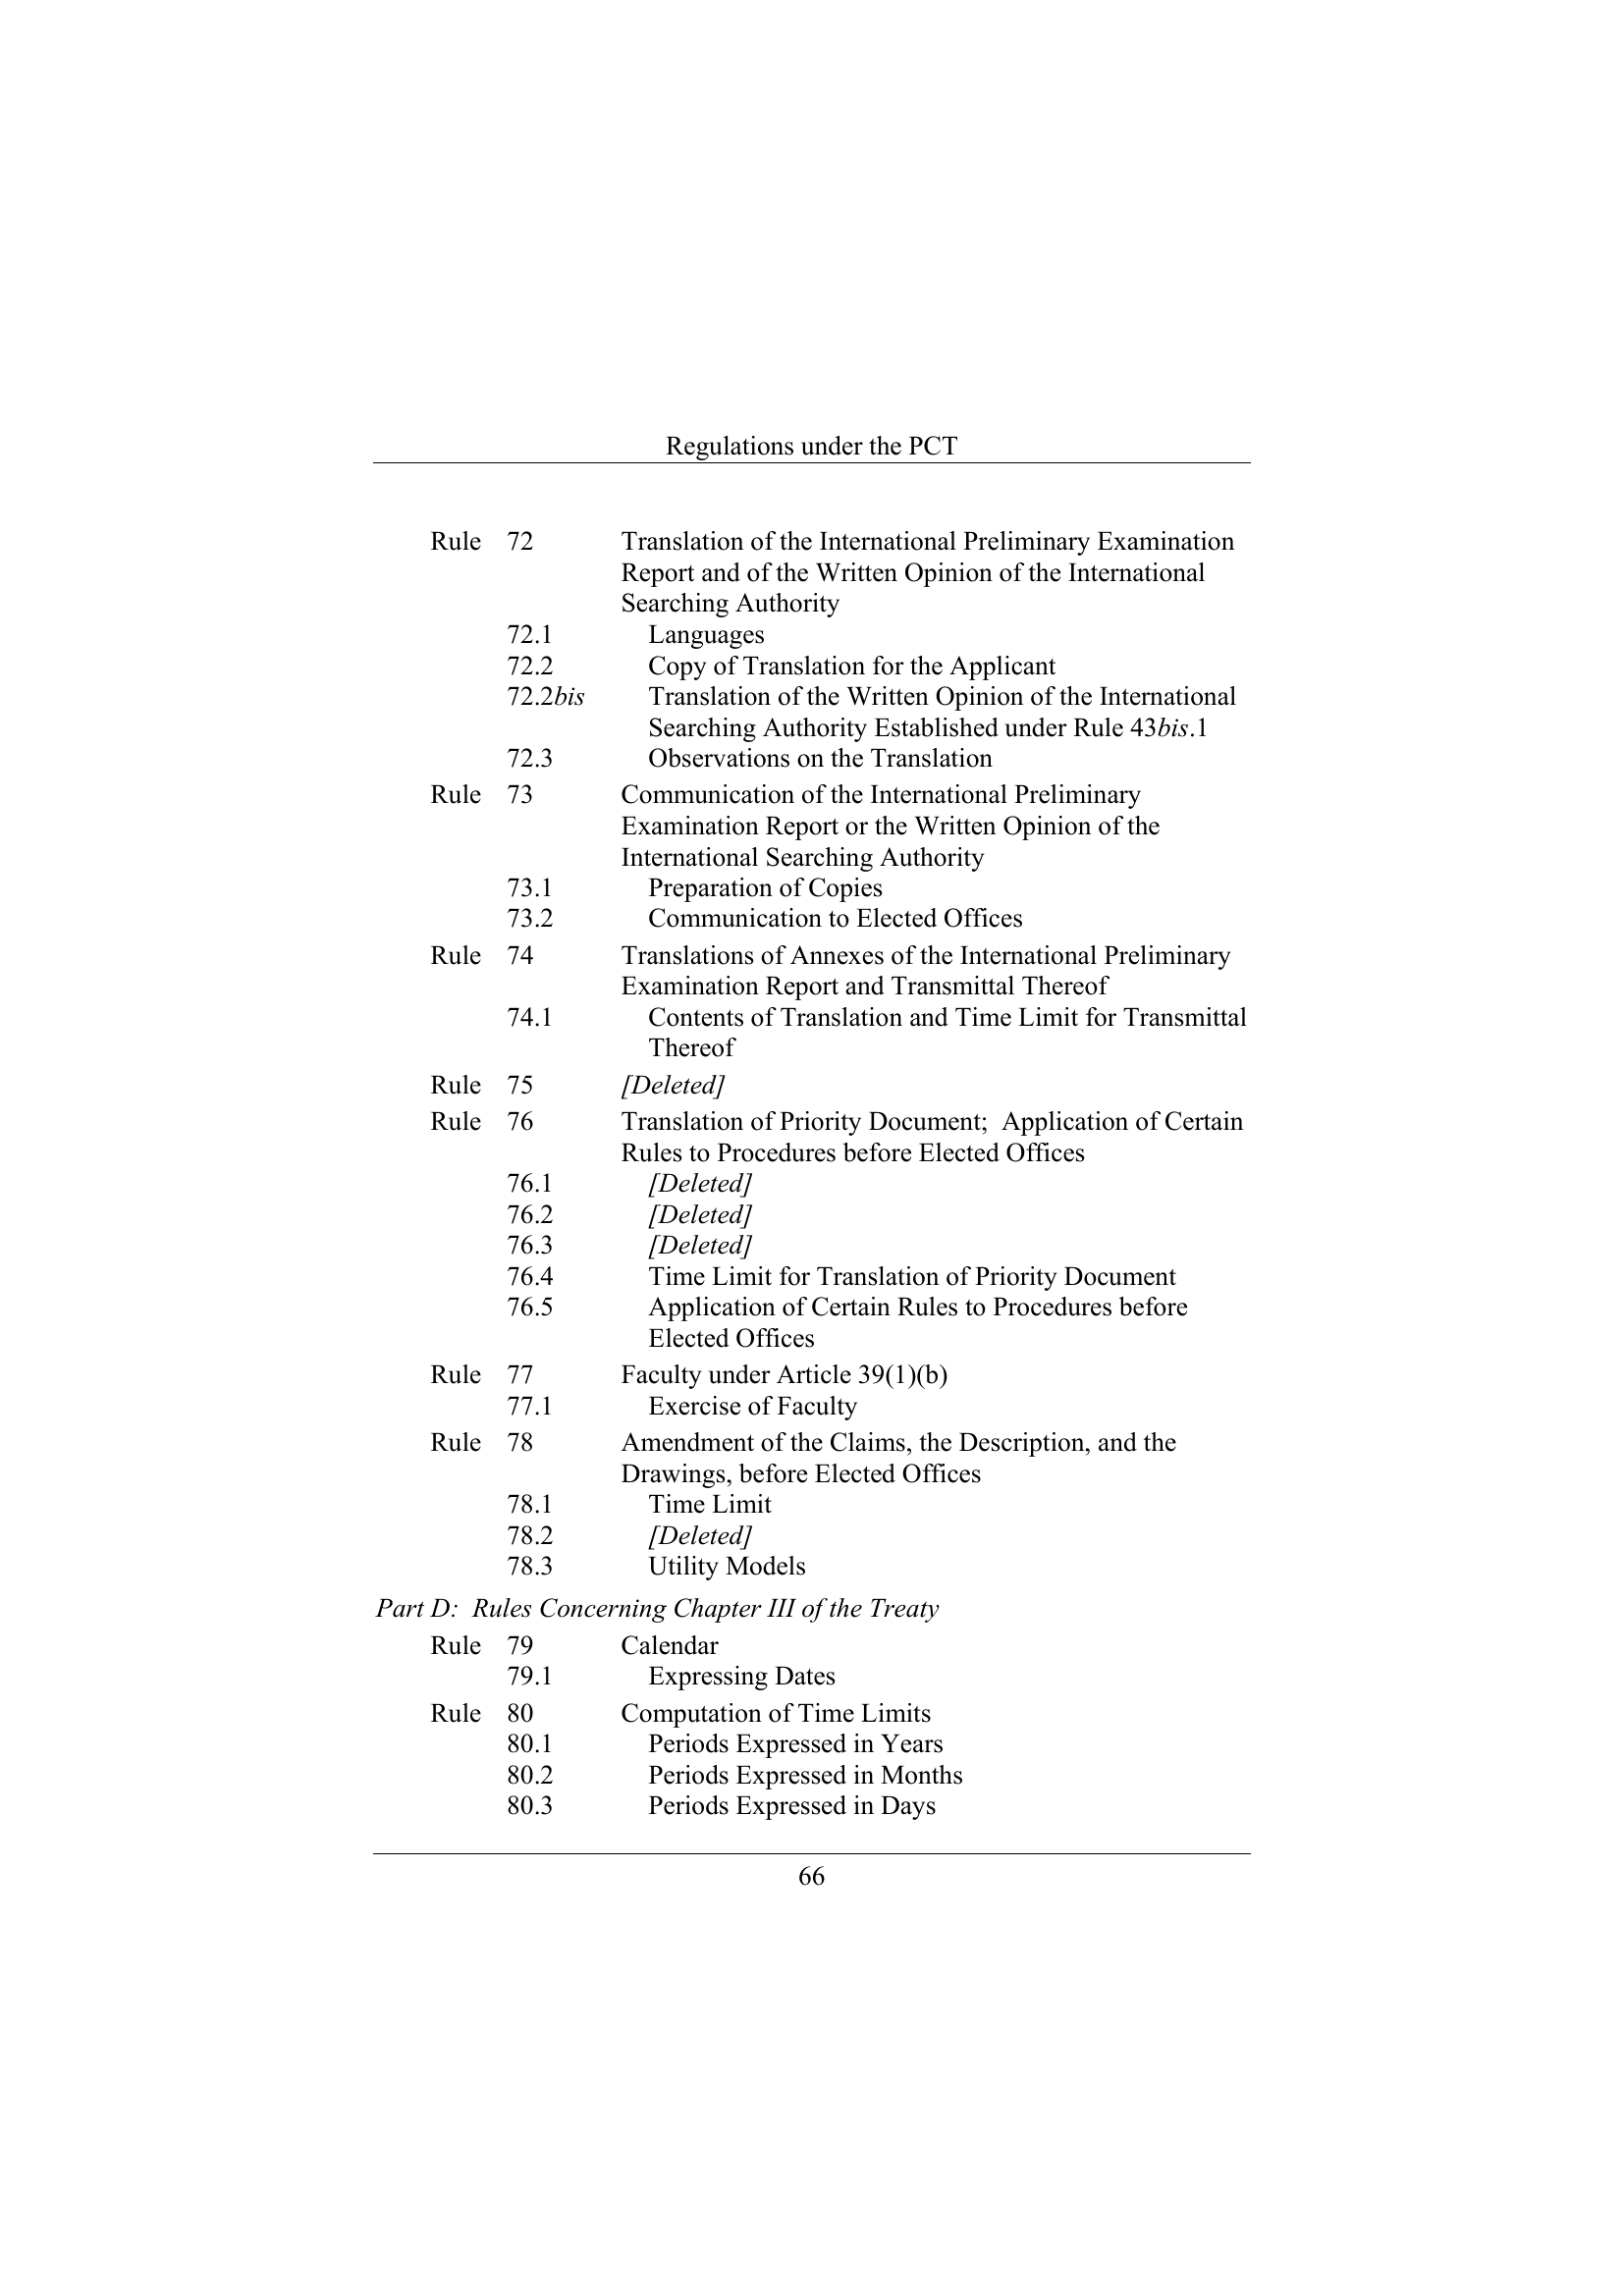 Regulations under the PCT
Rule 72 Translation of the International Preliminary Examination
Report and of the Written Opinion of the International
Searching Authority
72.1 Languages
72.2 Copy of Translation for the Applicant
72.2bis Translation of the Written Opinion of the International
Searching Authority Established under Rule 43bis.1
72.3 Observations on the Translation
Rule 73 Communication of the International Preliminary
Examination Report or the Written Opinion of the
International Searching Authority
73.1 Preparation of Copies
73.2 Communication to Elected Offices
Rule 74 Translations of Annexes of the International Preliminary
Examination Report and Transmittal Thereof
74.1 Contents of Translation and Time Limit for Transmittal
Thereof
Rule 75 [Deleted]
Rule 76 Translation of Priority Document; Application of Certain
Rules to Procedures before Elected Offices
76.1 [Deleted]
76.2 [Deleted]
76.3 [Deleted]
76.4 Time Limit for Translation of Priority Document
76.5 Application of Certain Rules to Procedures before
Elected Offices
Rule 77 Faculty under Article 39(1)(b)
77.1 Exercise of Faculty
Rule 78 Amendment of the Claims, the Description, and the
Drawings, before Elected Offices
78.1 Time Limit
78.2 [Deleted]
78.3 Utility Models
Part D: Rules Concerning Chapter III of the Treaty
Rule 79 Calendar
79.1 Expressing Dates
Rule 80 Computation of Time Limits
80.1 Periods Expressed in Years
80.2 Periods Expressed in Months
80.3 Periods Expressed in Days
66